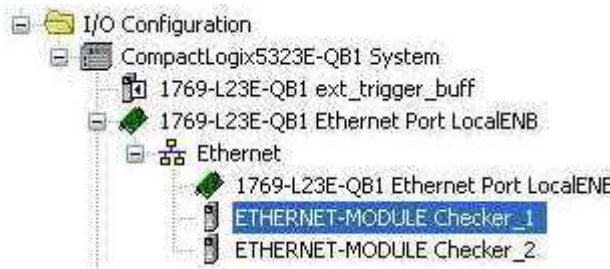 I/O Configuration
CompactLogix5323E-QB1 System
1769-L23E-QB1 ext_trigger_buff
1769-L23E-QB1 Ethernet Port LocalENB
Ethernet
1769-L23E-QB1 Ethernet Port LocalENB
ETHERNET-MODULE Checker_1
ETHERNET-MODULE Checker_2